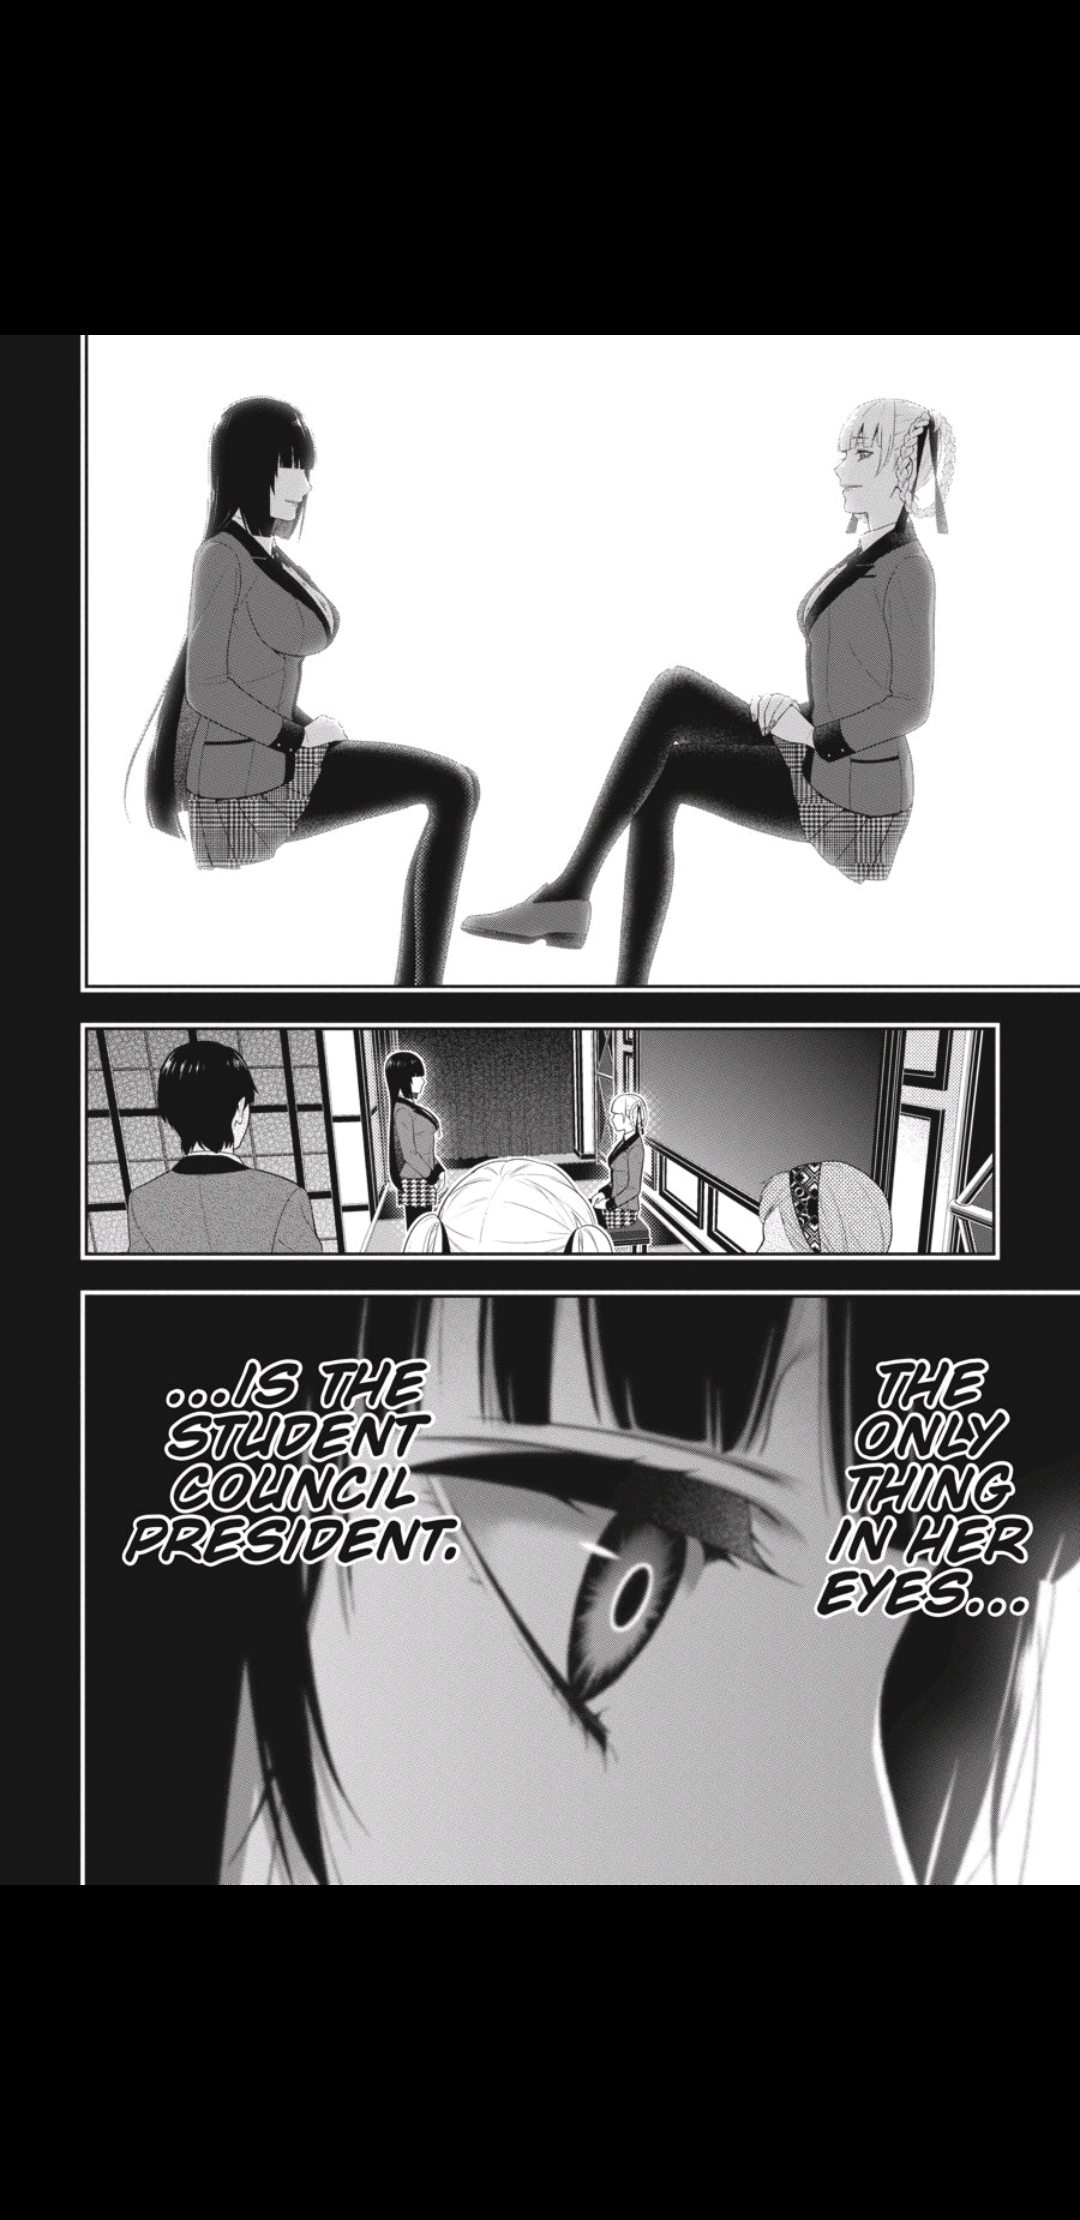 THE
ONLY
THING
IN HER
EYES...
...IS THE
STUDENT
COUNCIL
PRESIDENT.